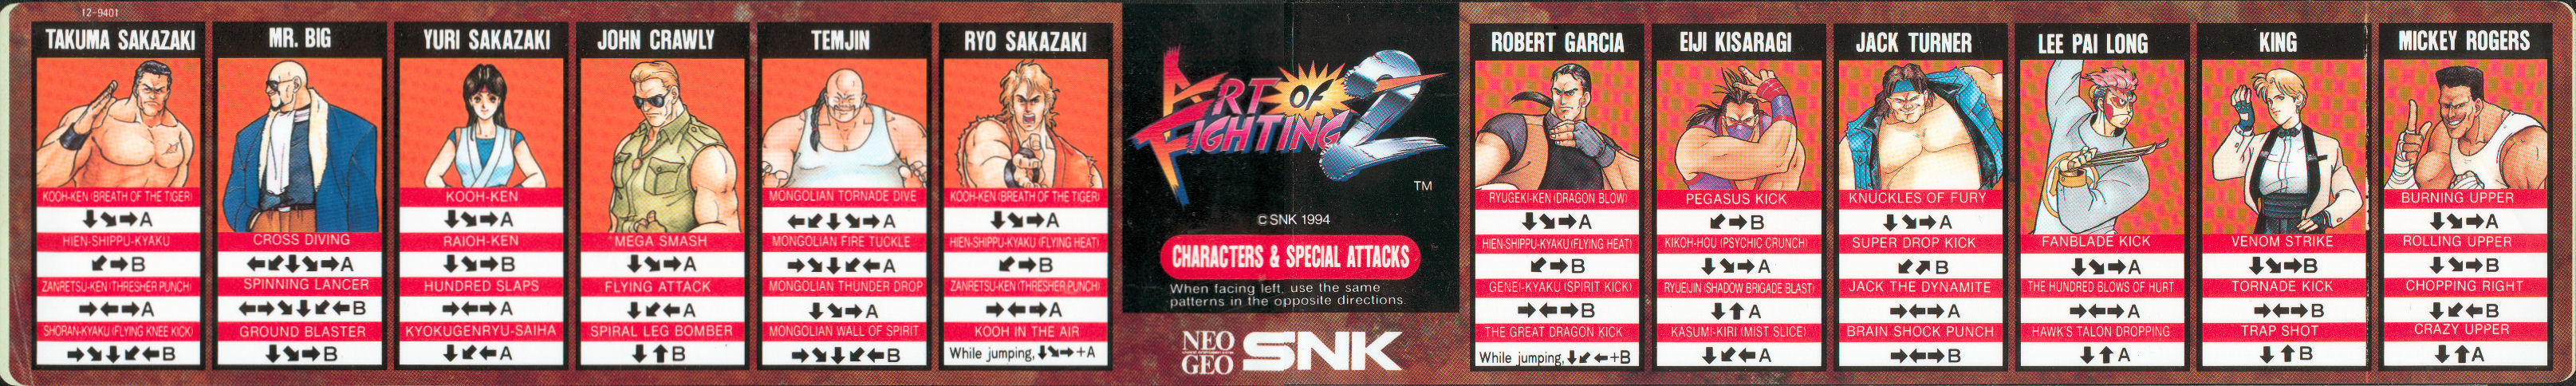 12-9401
TAKUMA SAKAZAKI
KOOH-KEN (BREATH OF THE TIGER)
⬇⬊➡A
HIEN-SHIPPU-KYAKU
⬋➡B
ZANRETSU-KEN (THRESHER PUNCH)
➡⬅➡A
SHORAN-KYAKU (FLYING KNEE KICK)
➡⬊⬇⬋⬅B
MR. BIG
CROSS DIVING
⬅⬋⬇⬊➡A
SPINNING LANCER
⬅➡⬊⬇⬋⬅B
GROUND BLASTER
⬇⬊➡B
YURI SAKAZAKI
KOOH-KEN
⬇⬊➡A
RAIOH-KEN
⬇⬊➡B
HUNDRED SLAPS
➡⬅➡A
KYOKUGENRYU-SAIHA
⬇⬋⬅A
JOHN CRAWLY
MEGA SMASH
⬇⬊➡A
FLYING ATTACK
⬇⬋⬅A
SPIRAL LEG BOMBER
⬇⬆B
TEMJIN
MONGOLIAN TORNADE DIVE
⬅⬋⬇⬊➡A
MONGOLIAN FIRE TUCKLE
➡⬊⬇⬋⬅A
MONGOLIAN THUNDER DROP
⬇⬊➡A
MONGOLIAN WALL OF SPIRIT
➡⬊⬇⬋⬅B
RYO SAKAZAKI
KOOH-KEN (BREATH OF THE TIGER)
⬇⬊➡A
HIEN-SHIPPU-KYAKU (FLYING HEAT)
⬋➡B
ZANRETSU-KEN (THRESHER PUNCH)
➡⬅➡A
KOOH IN THE AIR
While jumping, ⬇⬊➡+A
ART OF
FIGHTING 2
TM
© SNK 1994
CHARACTERS & SPECIAL ATTACKS
When facing left, use the same
patterns in the opposite directions.
NEO
GEO
SNK
ROBERT GARCIA
RYUGEKI-KEN (DRAGON BLOW)
⬇⬊➡A
HIEN-SHIPPU-KYAKU (FLYING HEAT)
⬋➡B
GENEI-KYAKU (SPIRIT KICK)
➡⬅➡B
THE GREAT DRAGON KICK
While jumping, ⬇⬋⬅+B
EIJI KISARAGI
PEGASUS KICK
⬋➡B
KIKOH-HOU (PSYCHIC CRUNCH)
⬇⬊➡A
RYUEIJIN (SHADOW BRIGADE BLAST)
⬇⬆A
KASUMI-KIRI (MIST SLICE)
⬇⬋⬅A
JACK TURNER
KNUCKLES OF FURY
⬇⬊➡A
SUPER DROP KICK
⬋⬈B
JACK THE DYNAMITE
➡⬅➡A
BRAIN SHOCK PUNCH
➡⬅➡B
LEE PAI LONG
FANBLADE KICK
⬇⬊➡A
THE HUNDRED BLOWS OF HURT
➡⬅➡A
HAWK'S TALON DROPPING
⬇⬆A
KING
VENOM STRIKE
⬇⬊➡B
TORNADE KICK
➡⬅➡B
TRAP SHOT
⬇⬆B
MICKEY ROGERS
BURNING UPPER
⬇⬊➡A
ROLLING UPPER
⬇⬊➡B
CHOPPING RIGHT
⬇⬋⬅B
CRAZY UPPER
⬇⬆A